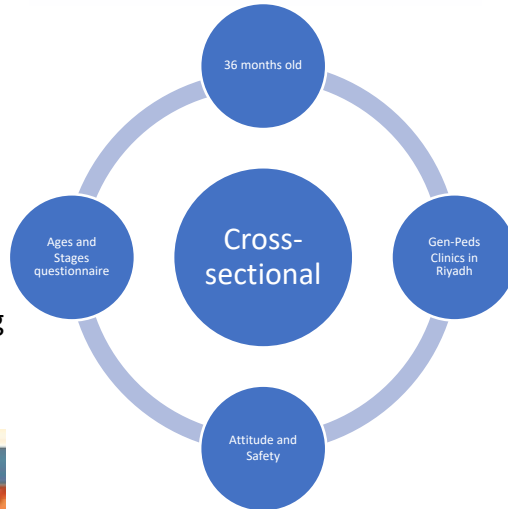 36 months old
Cross-
sectional
Ages and
Stages
questionnaire
Gen-Peds
Clinics in
Riyadh
g
Attitude and
Safety